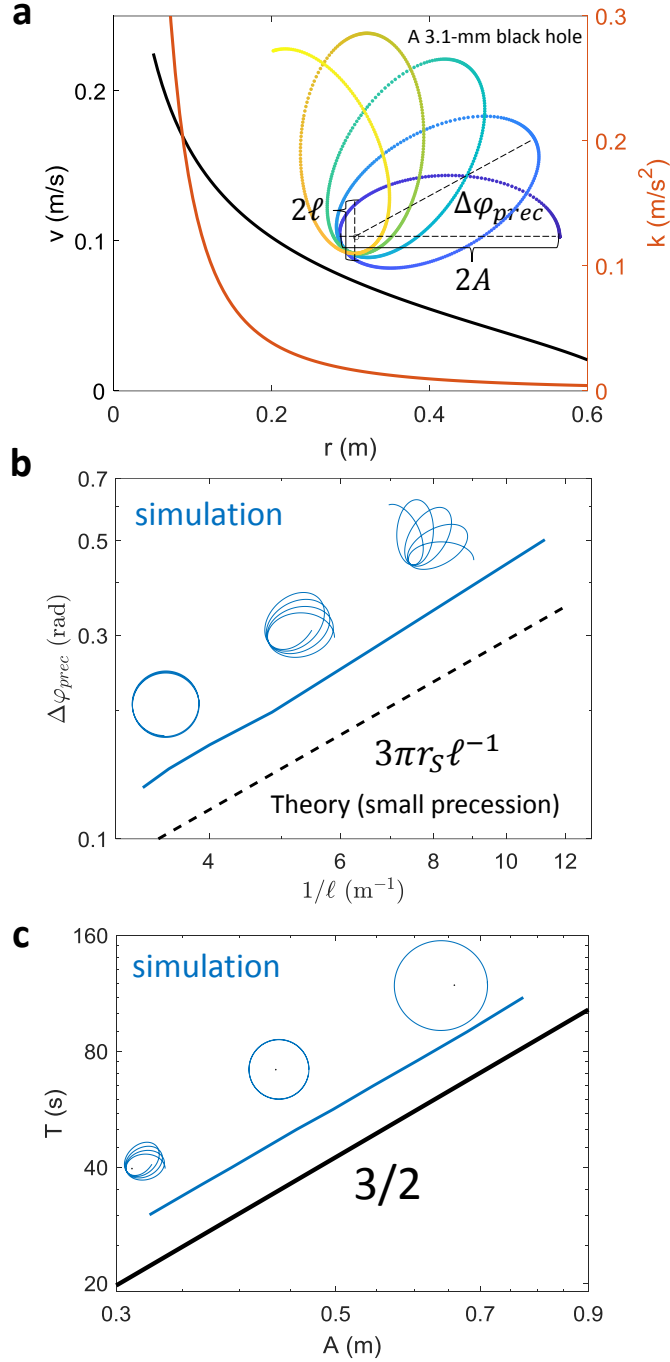 a
A 3.1-mm black hole
v (m/s)
0.2
0.1
0
k (m/s²)
0.3
0.2
0.1
0
2ℓ
Δφprec
2A
0 0.2 0.4 0.6
r (m)
b
simulation
Δφprec (rad)
0.7
0.5
0.3
0.1
3πrSℓ⁻¹
Theory (small precession)
4 6 8 10 12
1/ℓ (m⁻¹)
c
simulation
T (s)
160
80
40
20
3/2
0.3 0.5 0.7 0.9
A (m)